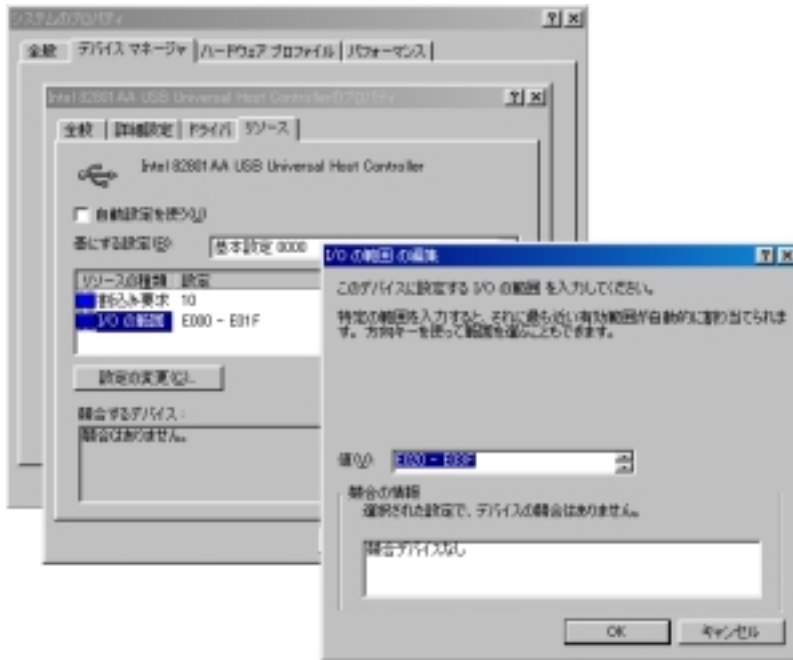 システムのプロパティ
全般 デバイス マネージャ ハードウェア プロファイル パフォーマンス
Intel 82801AA USB Universal Host Controllerのプロパティ
全般 詳細設定 ドライバ リソース
Intel 82801AA USB Universal Host Controller
自動設定を使う(U)
基にする設定(B) 基本設定 0000
リソースの種類 設定
割込み要求 10
I/O の範囲 E000 - E01F
設定の変更(C)...
競合するデバイス:
競合はありません。
I/O の範囲 の編集
このデバイスに設定する I/O の範囲 を入力してください。
特定の範囲を入力すると、それに最も近い有効範囲が自動的に割り当てられま
す。方向キーを使って範囲を選ぶこともできます。
値(V) E020 - E03F
競合の情報
選択された設定で、デバイスの競合はありません。
競合デバイスなし
OK キャンセル